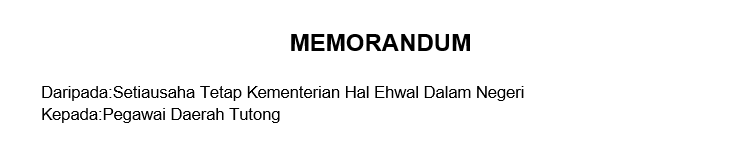 MEMORANDUM
Daripada:Setiausaha Tetap Kementerian Hal Ehwal Dalam Negeri
Kepada:Pegawai Daerah Tutong